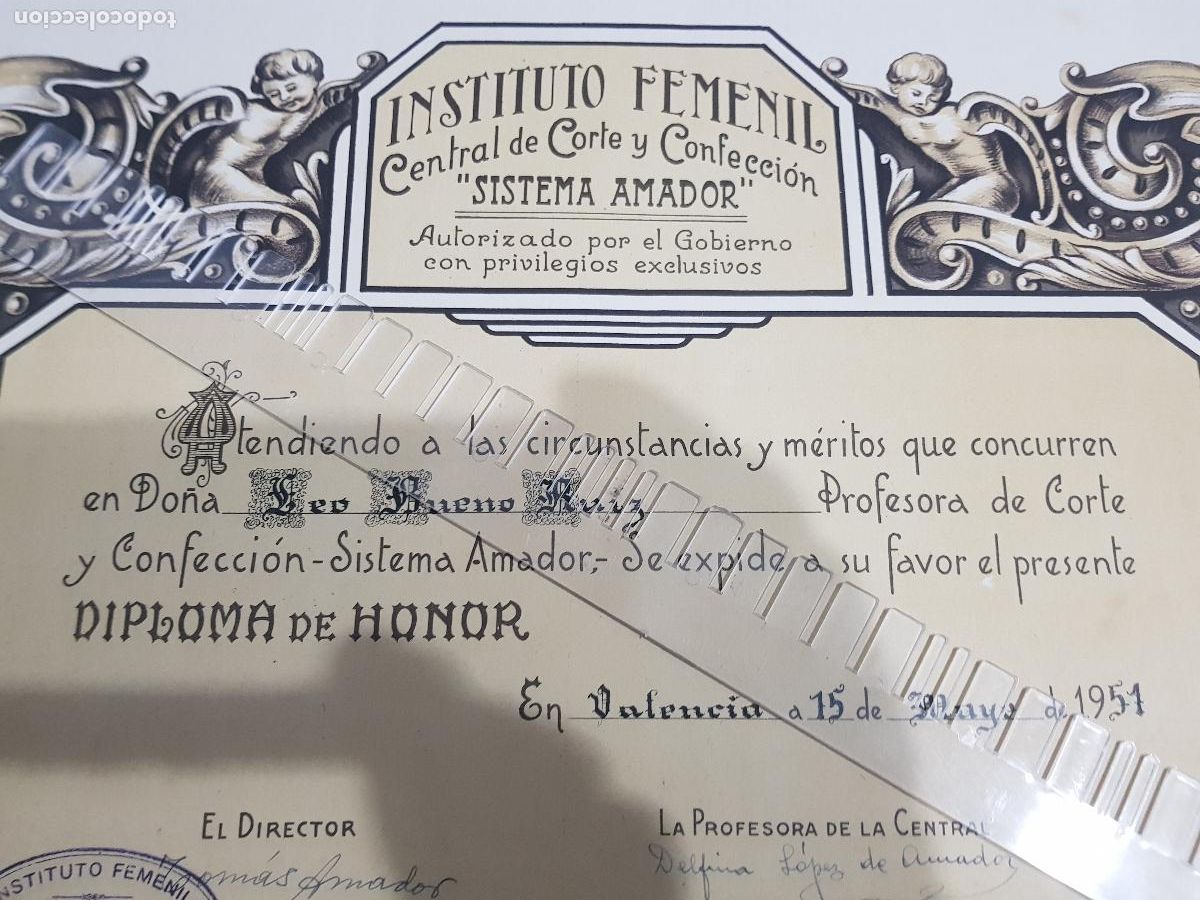 todocoleccion
INSTITUTO FEMENIL
Central de Corte y Confección
"SISTEMA AMADOR"
Autorizado por el Gobierno
con privilegios exclusivos
Atendiendo a las circunstancias y méritos que concurren
en Doña Leo Bueno Ruiz Profesora de Corte
y Confección-Sistema Amador,- Se expide a su favor el presente
DIPLOMA DE HONOR
En Valencia a 15 de Mayo de 1951
EL DIRECTOR
LA PROFESORA DE LA CENTRAL
Tomás Amador
Delfina López de Amador
INSTITUTO FEMENIL